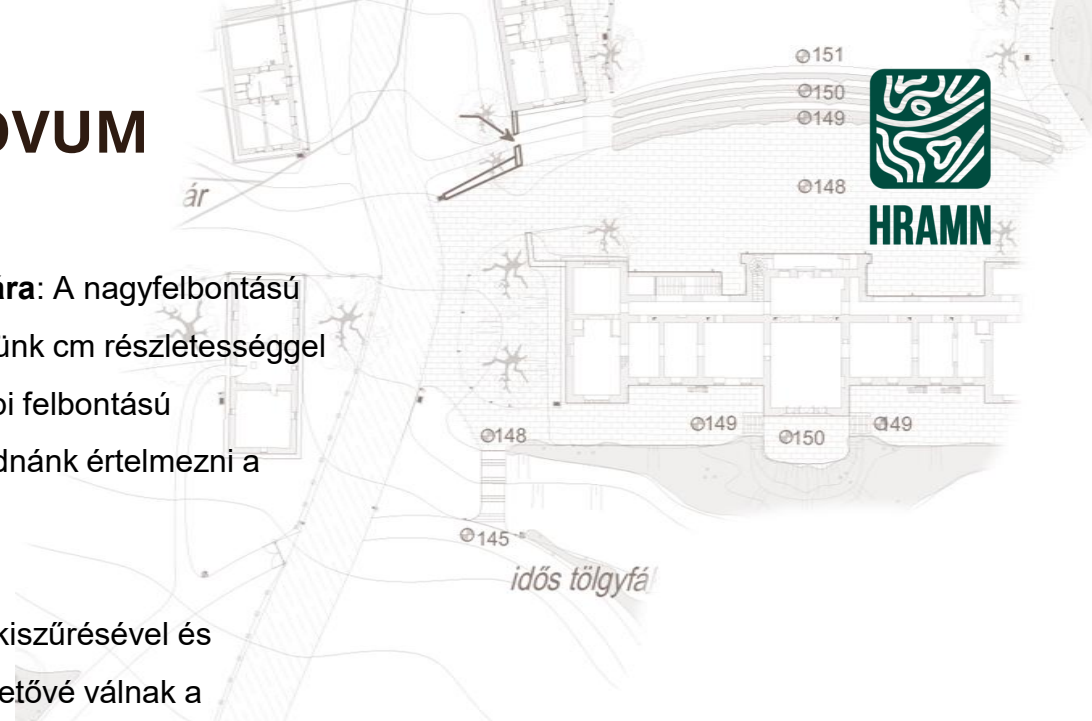 OVUM
151
150
149
148
HRAMN
ár
ára: A nagyfelbontású
ünk cm részletességgel
oi felbontású
dnánk értelmezni a
149
150
149
148
145
idős tölgyfá
kiszűrésével és
etővé válnak a